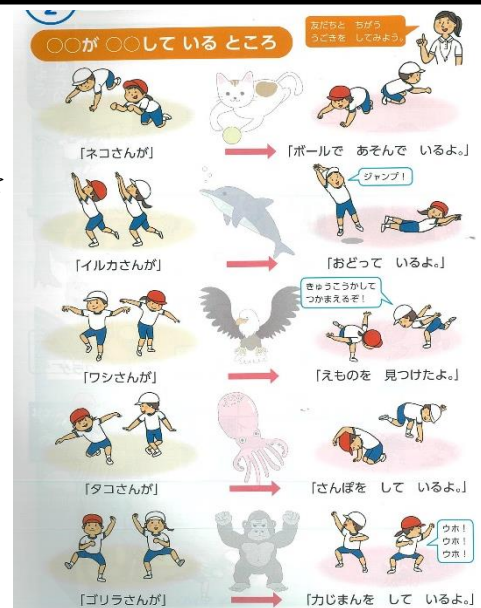 2
友だちと ちがう
うごきを してみよう。
○○が ○○して いる ところ
「ネコさんが」
「ボールで あそんで いるよ。」
ジャンプ!
「イルカさんが」
「おどって いるよ。」
きゅうこうかして
つかまえるぞ!
「ワシさんが」
「えものを 見つけたよ。」
「タコさんが」
「さんぽを して いるよ。」
ウホ!
ウホ!
ウホ!
「ゴリラさんが」
「力じまんを して いるよ。」